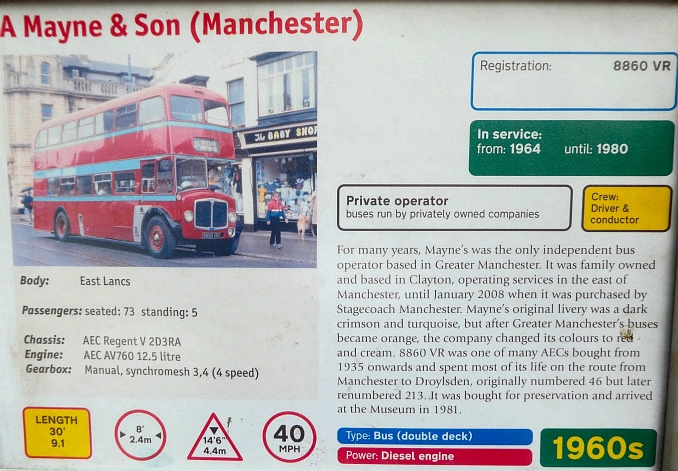 A Mayne & Son (Manchester)
The BABY SHOP
Registration: 8860 VR
In service:
from: 1964 until: 1980
Private operator
buses run by privately owned companies
Crew:
Driver &
conductor
Body: East Lancs
Passengers: seated: 73 standing: 5
Chassis: AEC Regent V 2D3RA
Engine: AEC AV760 12.5 litre
Gearbox: Manual, synchromesh 3,4 (4 speed)
For many years, Mayne's was the only independent bus
operator based in Greater Manchester. It was family owned
and based in Clayton, operating services in the east of
Manchester, until January 2008 when it was purchased by
Stagecoach Manchester. Mayne's original livery was a dark
crimson and turquoise, but after Greater Manchester's buses
became orange, the company changed its colours to red
and cream. 8860 VR was one of many AECs bought from
1935 onwards and spent most of its life on the route from
Manchester to Droylsden, originally numbered 46 but later
renumbered 213. It was bought for preservation and arrived
at the Museum in 1981.
LENGTH
30'
9.1
8'
2.4m
14'6"
4.4m
40
MPH
Type: Bus (double deck)
Power: Diesel engine
1960s